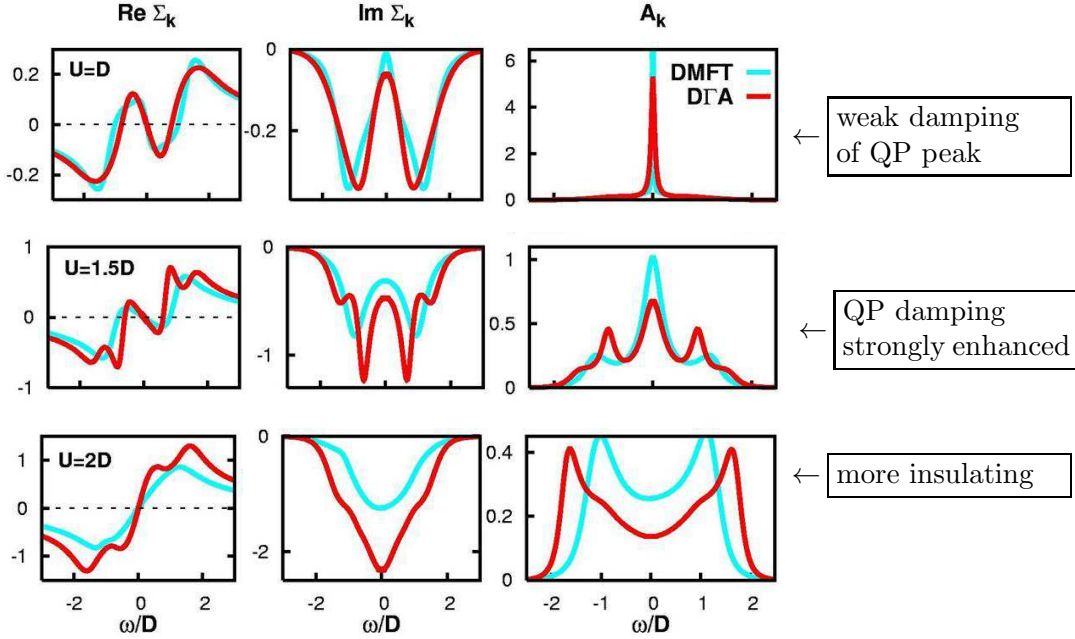 Re Σk
Im Σk
Ak
U=D
0.2
0
-0.2
0
-0.2
6
4
2
0
DMFT
DΓA
← weak damping
of QP peak
U=1.5D
1
0
-1
0
-1
1
0.5
0
← QP damping
strongly enhanced
U=2D
1
0
-1
0
-2
0.4
0.2
0
← more insulating
-2 0 2
-2 0 2
-2 -1 0 1 2
ω/D
ω/D
ω/D